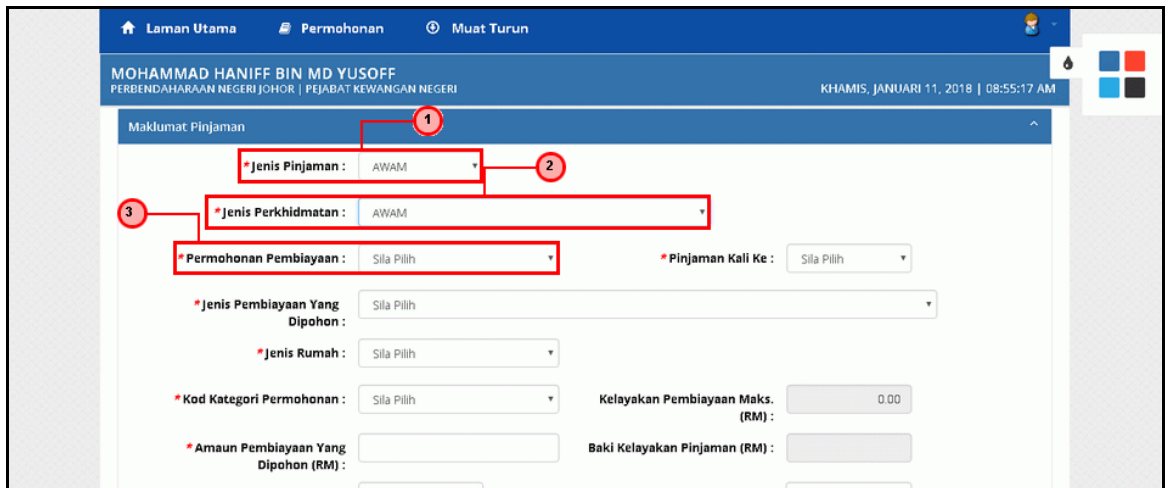 Laman Utama Permohonan Muat Turun
MOHAMMAD HANIFF BIN MD YUSOFF
PERBENDAHARAAN NEGERI JOHOR | PEJABAT KEWANGAN NEGERI
KHAMIS, JANUARI 11, 2018 | 08:55:17 AM
Maklumat Pinjaman
1
*Jenis Pinjaman : AWAM
2
3
*Jenis Perkhidmatan : AWAM
*Permohonan Pembiayaan : Sila Pilih
*Pinjaman Kali Ke : Sila Pilih
*Jenis Pembiayaan Yang
Dipohon :
Sila Pilih
*Jenis Rumah : Sila Pilih
*Kod Kategori Permohonan : Sila Pilih
Kelayakan Pembiayaan Maks.
(RM) :
0.00
*Amaun Pembiayaan Yang
Dipohon (RM) :
Baki Kelayakan Pinjaman (RM) :